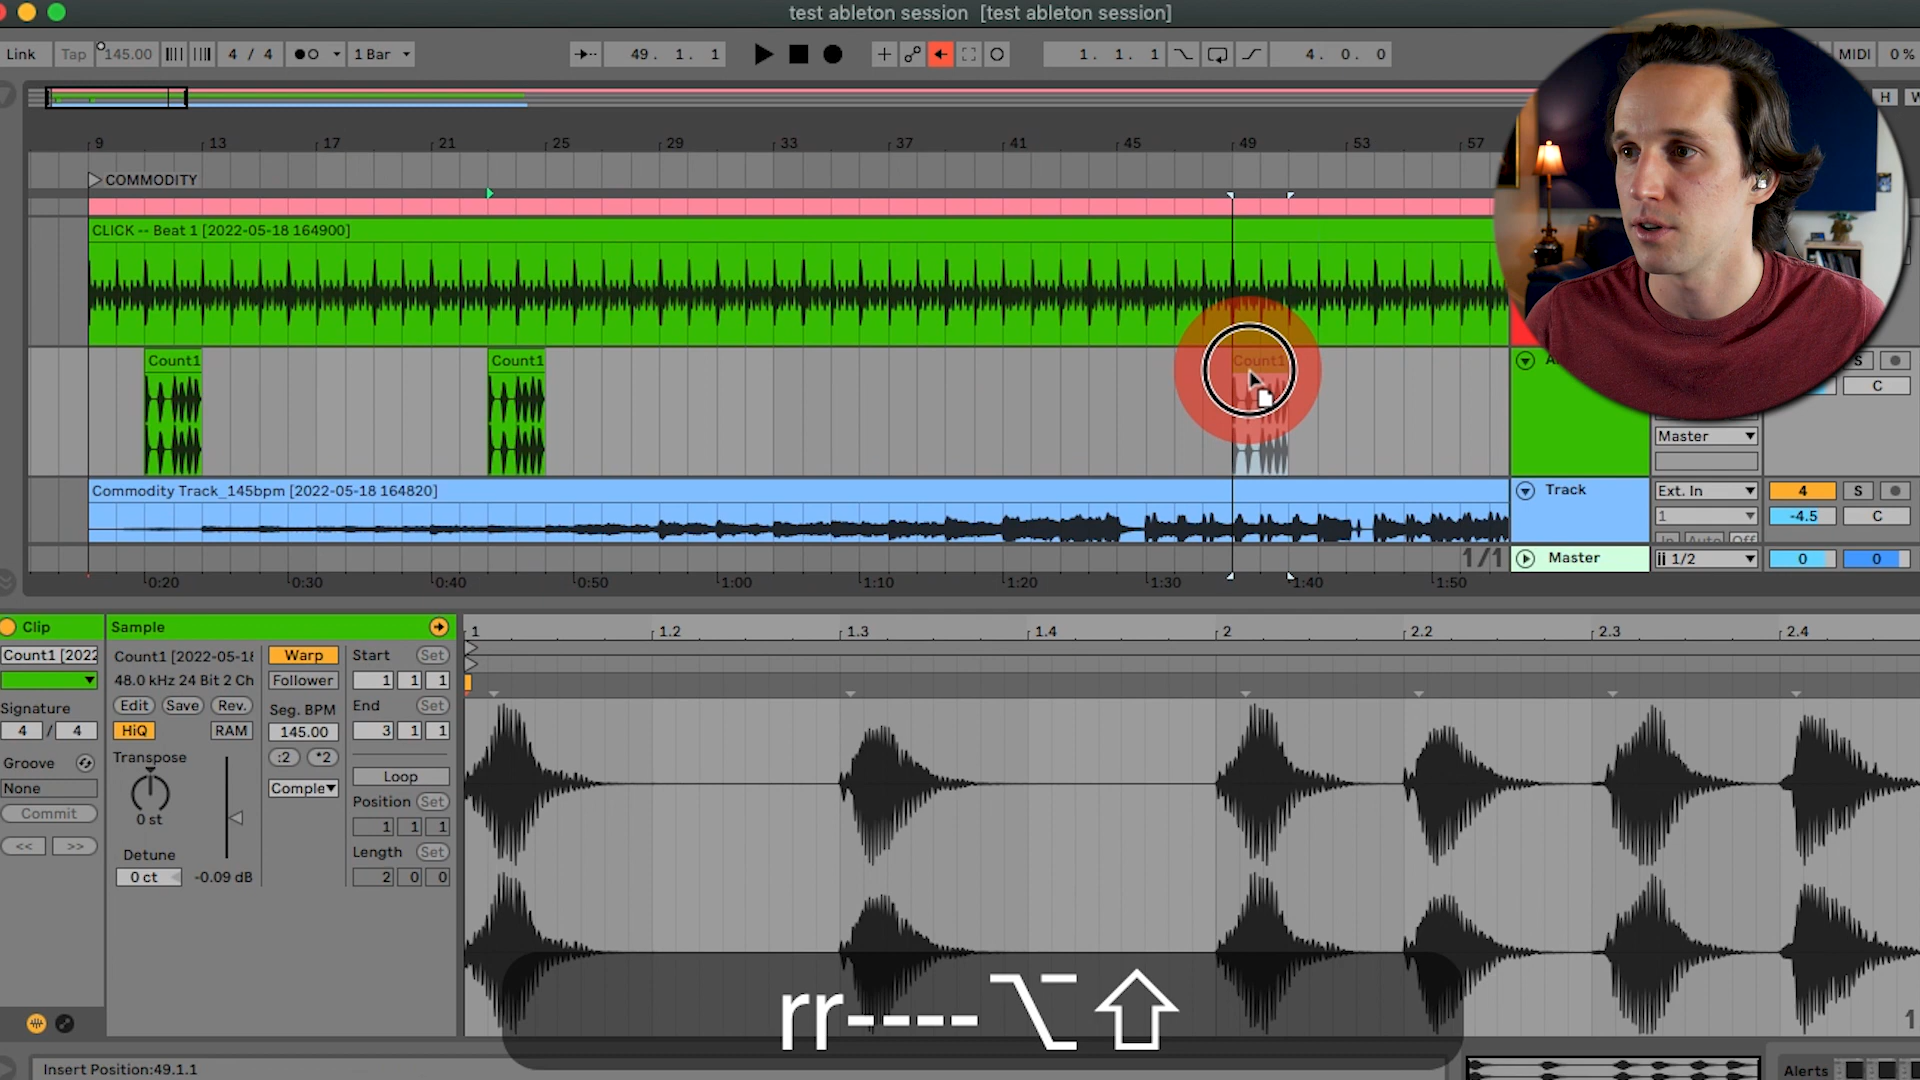 test ableton session [test ableton session]
Link Tap 145.00 4 / 4 1 Bar 49. 1. 1 1. 1. 1 4. 0. 0 MIDI 0 %
H W
9 13 17 21 25 29 33 37 41 45 49 53 57
COMMODITY
CLICK -- Beat 1 [2022-05-18 164900]
Count1 Count1 Count1 S
C
Master
Commodity Track_145bpm [2022-05-18 164820] Track Ext. In 4 S
1 -4.5 C
In Auto Off
1/1 Master 1/2 0 0
0:20 0:30 0:40 0:50 1:00 1:10 1:20 1:30 1:40 1:50
Clip Sample 1 1.2 1.3 1.4 2 2.2 2.3 2.4
Count1 [2022 Count1 [2022-05-18 Warp Start Set
48.0 kHz 24 Bit 2 Ch Follower 1 1 1
Signature Edit Save Rev. Seg. BPM End Set
4 / 4 HiQ RAM 145.00 3 1 1
Groove Transpose :2 *2
None Comple Loop
Commit 0 st Position Set
<< >> 1 1 1
Detune Length Set
0 ct -0.09 dB 2 0 0
rr----⌥⇧
1
Insert Position:49.1.1 Alerts